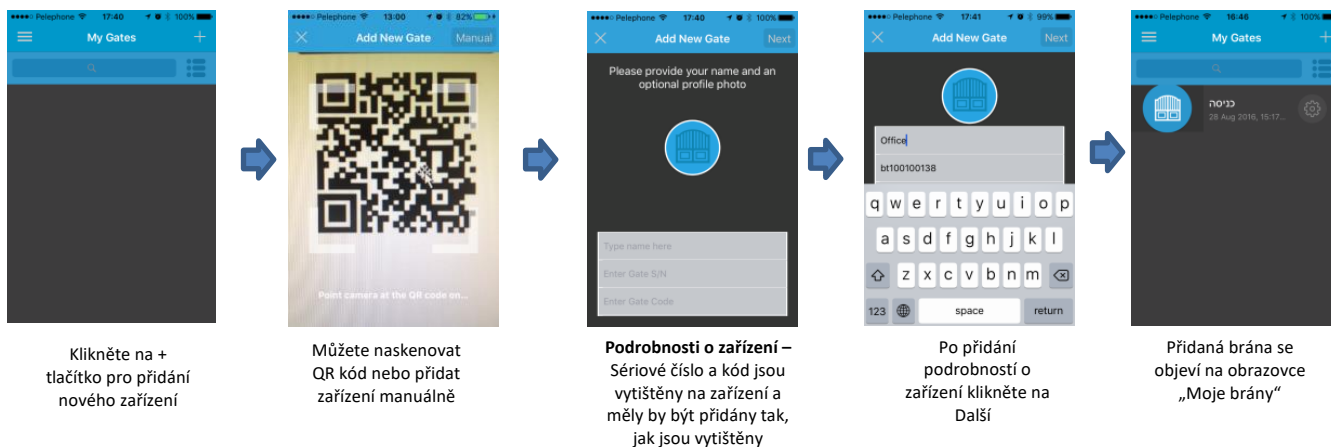 Pelephone 17:40 100%
My Gates +
Klikněte na +
tlačítko pro přidání
nového zařízení
Pelephone 13:00 82%
Add New Gate Manual
Point camera at the QR code on...
Můžete naskenovat
QR kód nebo přidat
zařízení manuálně
Pelephone 17:40 100%
Add New Gate Next
Please provide your name and an
optional profile photo
Type name here
Enter Gate S/N
Enter Gate Code
Podrobnosti o zařízení –
Sériové číslo a kód jsou
vytištěny na zařízení a
měly by být přidány tak,
jak jsou vytištěny
Pelephone 17:41 99%
Add New Gate Next
Office
bt100100138
q w e r t y u i o p
a s d f g h j k l
z x c v b n m
123 space return
Po přidání
podrobností o
zařízení klikněte na
Další
Pelephone 16:46 100%
My Gates +
כניסה
28 Aug 2016, 15:17...
Přidaná brána se
objeví na obrazovce
„Moje brány“